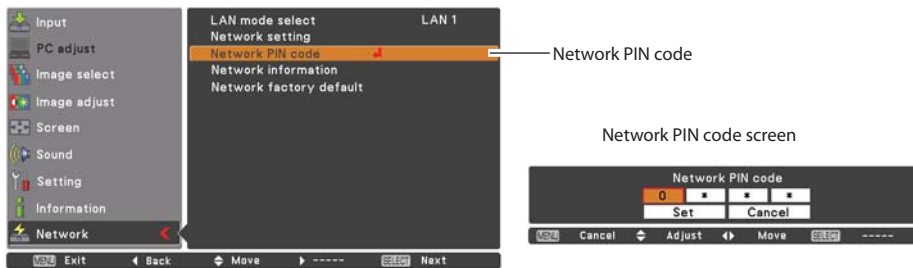 Input
PC adjust
Image select
Image adjust
Screen
Sound
Setting
Information
Network
LAN mode select LAN 1
Network setting
Network PIN code
Network information
Network factory default
MENU Exit Back Move ----- SELECT Next
Network PIN code
Network PIN code screen
Network PIN code
0 * * *
Set Cancel
MENU Cancel Adjust Move SELECT -----